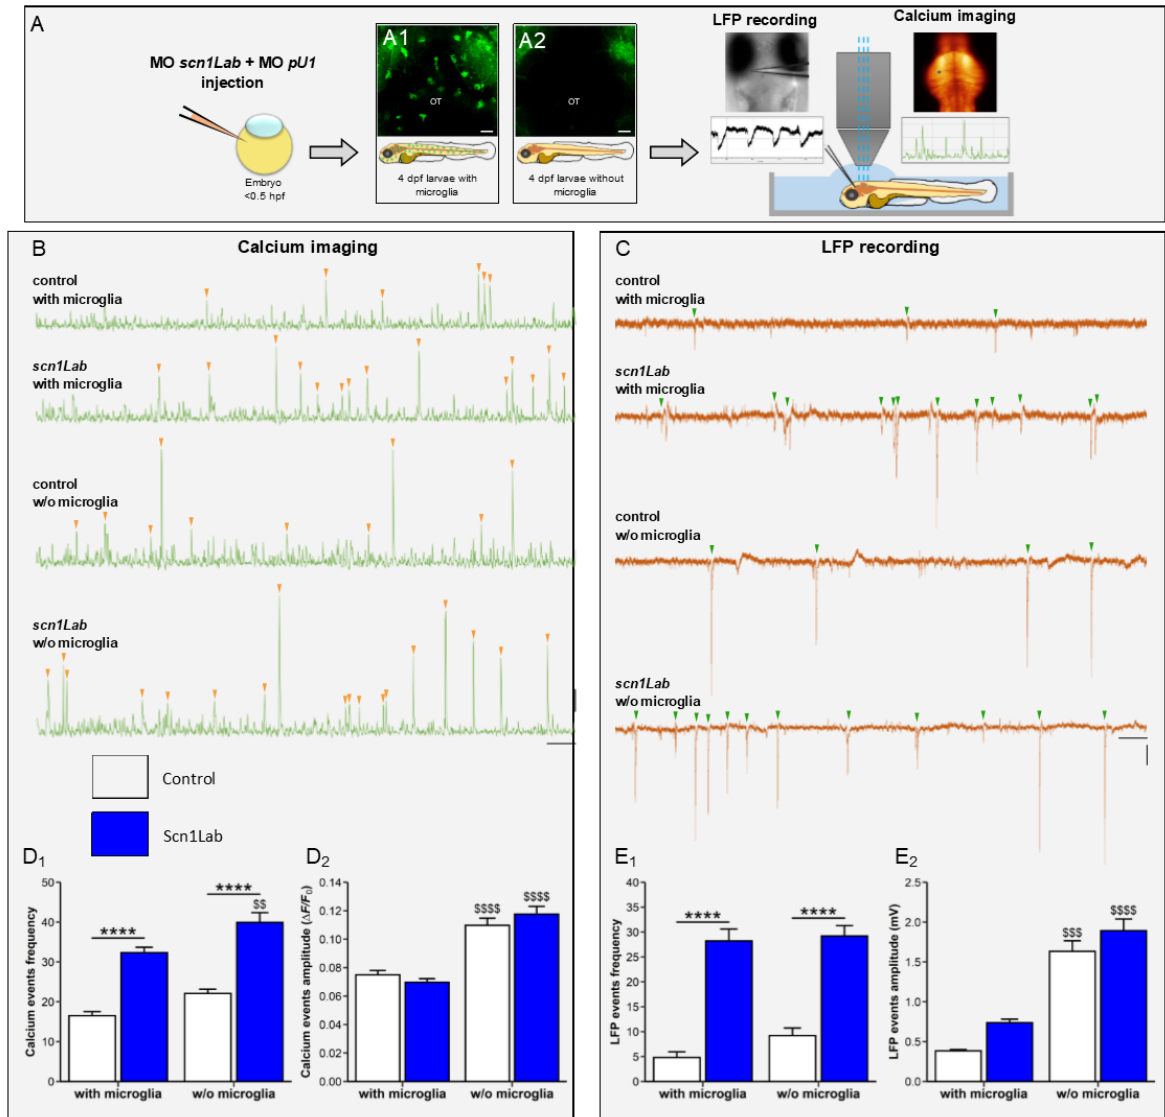 A
MO scn1Lab + MO pU1
injection
Embryo
<0.5 hpf
A1
OT
4 dpf larvae with
microglia
A2
OT
4 dpf larvae without
microglia
LFP recording
Calcium imaging
B
Calcium imaging
control
with microglia
scn1Lab
with microglia
control
w/o microglia
scn1Lab
w/o microglia
C
LFP recording
control
with microglia
scn1Lab
with microglia
control
w/o microglia
scn1Lab
w/o microglia
Control
Scn1Lab
D1
Calcium events frequency
50
40
30
20
10
0
****
****
$$
with microglia
w/o microglia
D2
Calcium events amplitude (ΔF/F0)
0.14
0.12
0.10
0.08
0.06
0.04
0.02
0.00
$$$$
$$$$
with microglia
w/o microglia
E1
LFP events frequency
40
35
30
25
20
15
10
5
0
****
****
with microglia
w/o microglia
E2
LFP events amplitude (mV)
2.5
2.0
1.5
1.0
0.5
0.0
$$$
$$$$
with microglia
w/o microglia